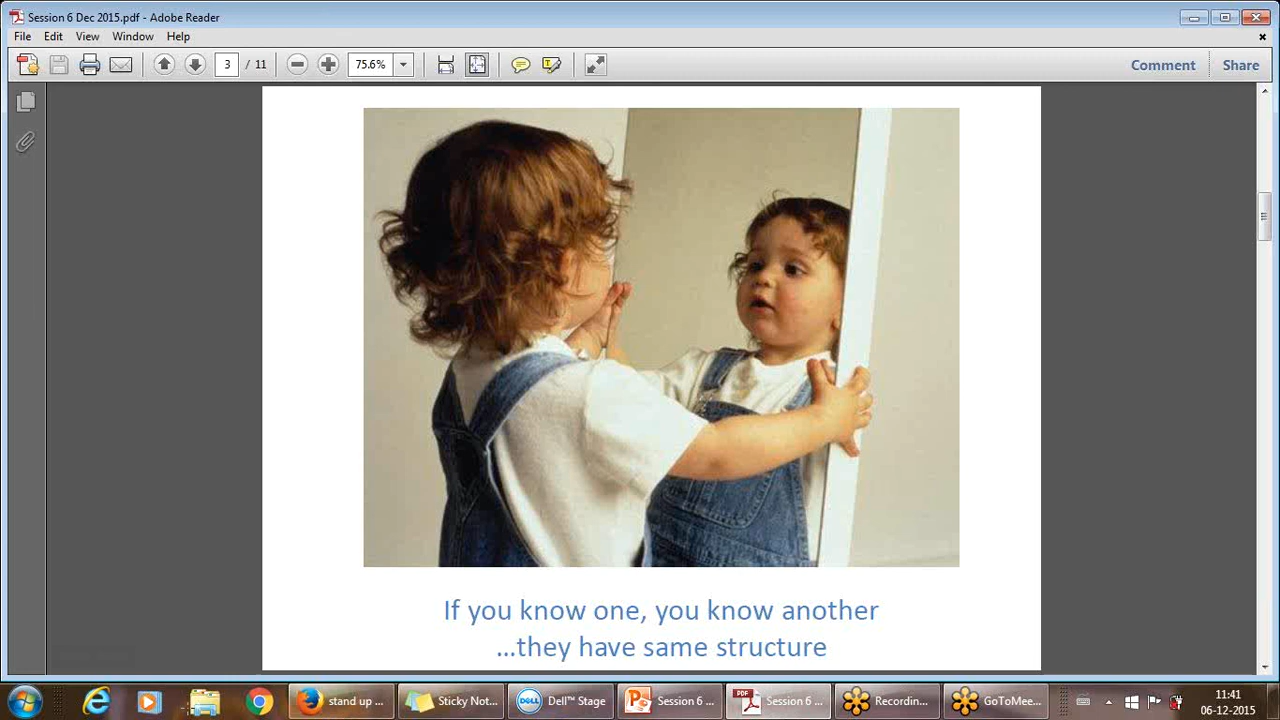 Session 6 Dec 2015.pdf - Adobe Reader
File Edit View Window Help
3 / 11 75.6% Comment Share
If you know one, you know another
...they have same structure
stand up ... Sticky Not... Dell™ Stage Session 6 ... PDF Session 6 ... Recordin... GoToMee... 11:41
DELL 06-12-2015